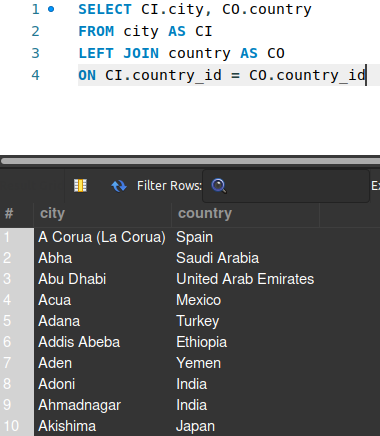 1 SELECT CI.city, CO.country
2 FROM city AS CI
3 LEFT JOIN country AS CO
4 ON CI.country_id = CO.country_id
Filter Rows:
# city country
1 A Corua (La Corua) Spain
2 Abha Saudi Arabia
3 Abu Dhabi United Arab Emirates
4 Acua Mexico
5 Adana Turkey
6 Addis Abeba Ethiopia
7 Aden Yemen
8 Adoni India
9 Ahmadnagar India
10 Akishima Japan